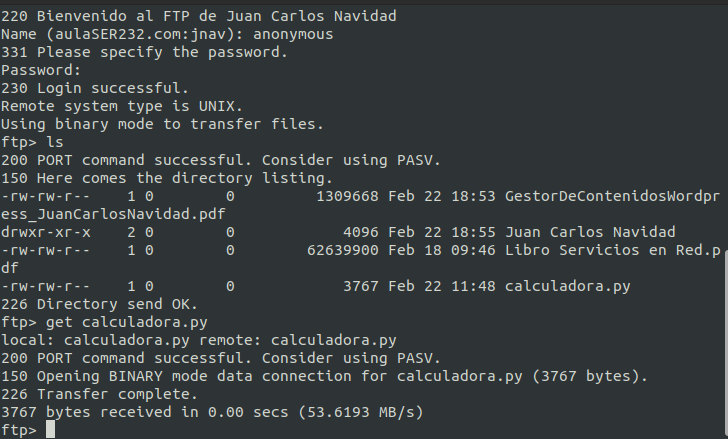 220 Bienvenido al FTP de Juan Carlos Navidad
Name (aulaSER232.com:jnav): anonymous
331 Please specify the password.
Password:
230 Login successful.
Remote system type is UNIX.
Using binary mode to transfer files.
ftp> ls
200 PORT command successful. Consider using PASV.
150 Here comes the directory listing.
-rw-rw-r--    1 0        0         1309668 Feb 22 18:53 GestorDeContenidosWordpr
ess_JuanCarlosNavidad.pdf
drwxr-xr-x    2 0        0            4096 Feb 22 18:55 Juan Carlos Navidad
-rw-rw-r--    1 0        0        62639900 Feb 18 09:46 Libro Servicios en Red.p
df
-rw-rw-r--    1 0        0            3767 Feb 22 11:48 calculadora.py
226 Directory send OK.
ftp> get calculadora.py
local: calculadora.py remote: calculadora.py
200 PORT command successful. Consider using PASV.
150 Opening BINARY mode data connection for calculadora.py (3767 bytes).
226 Transfer complete.
3767 bytes received in 0.00 secs (53.6193 MB/s)
ftp>